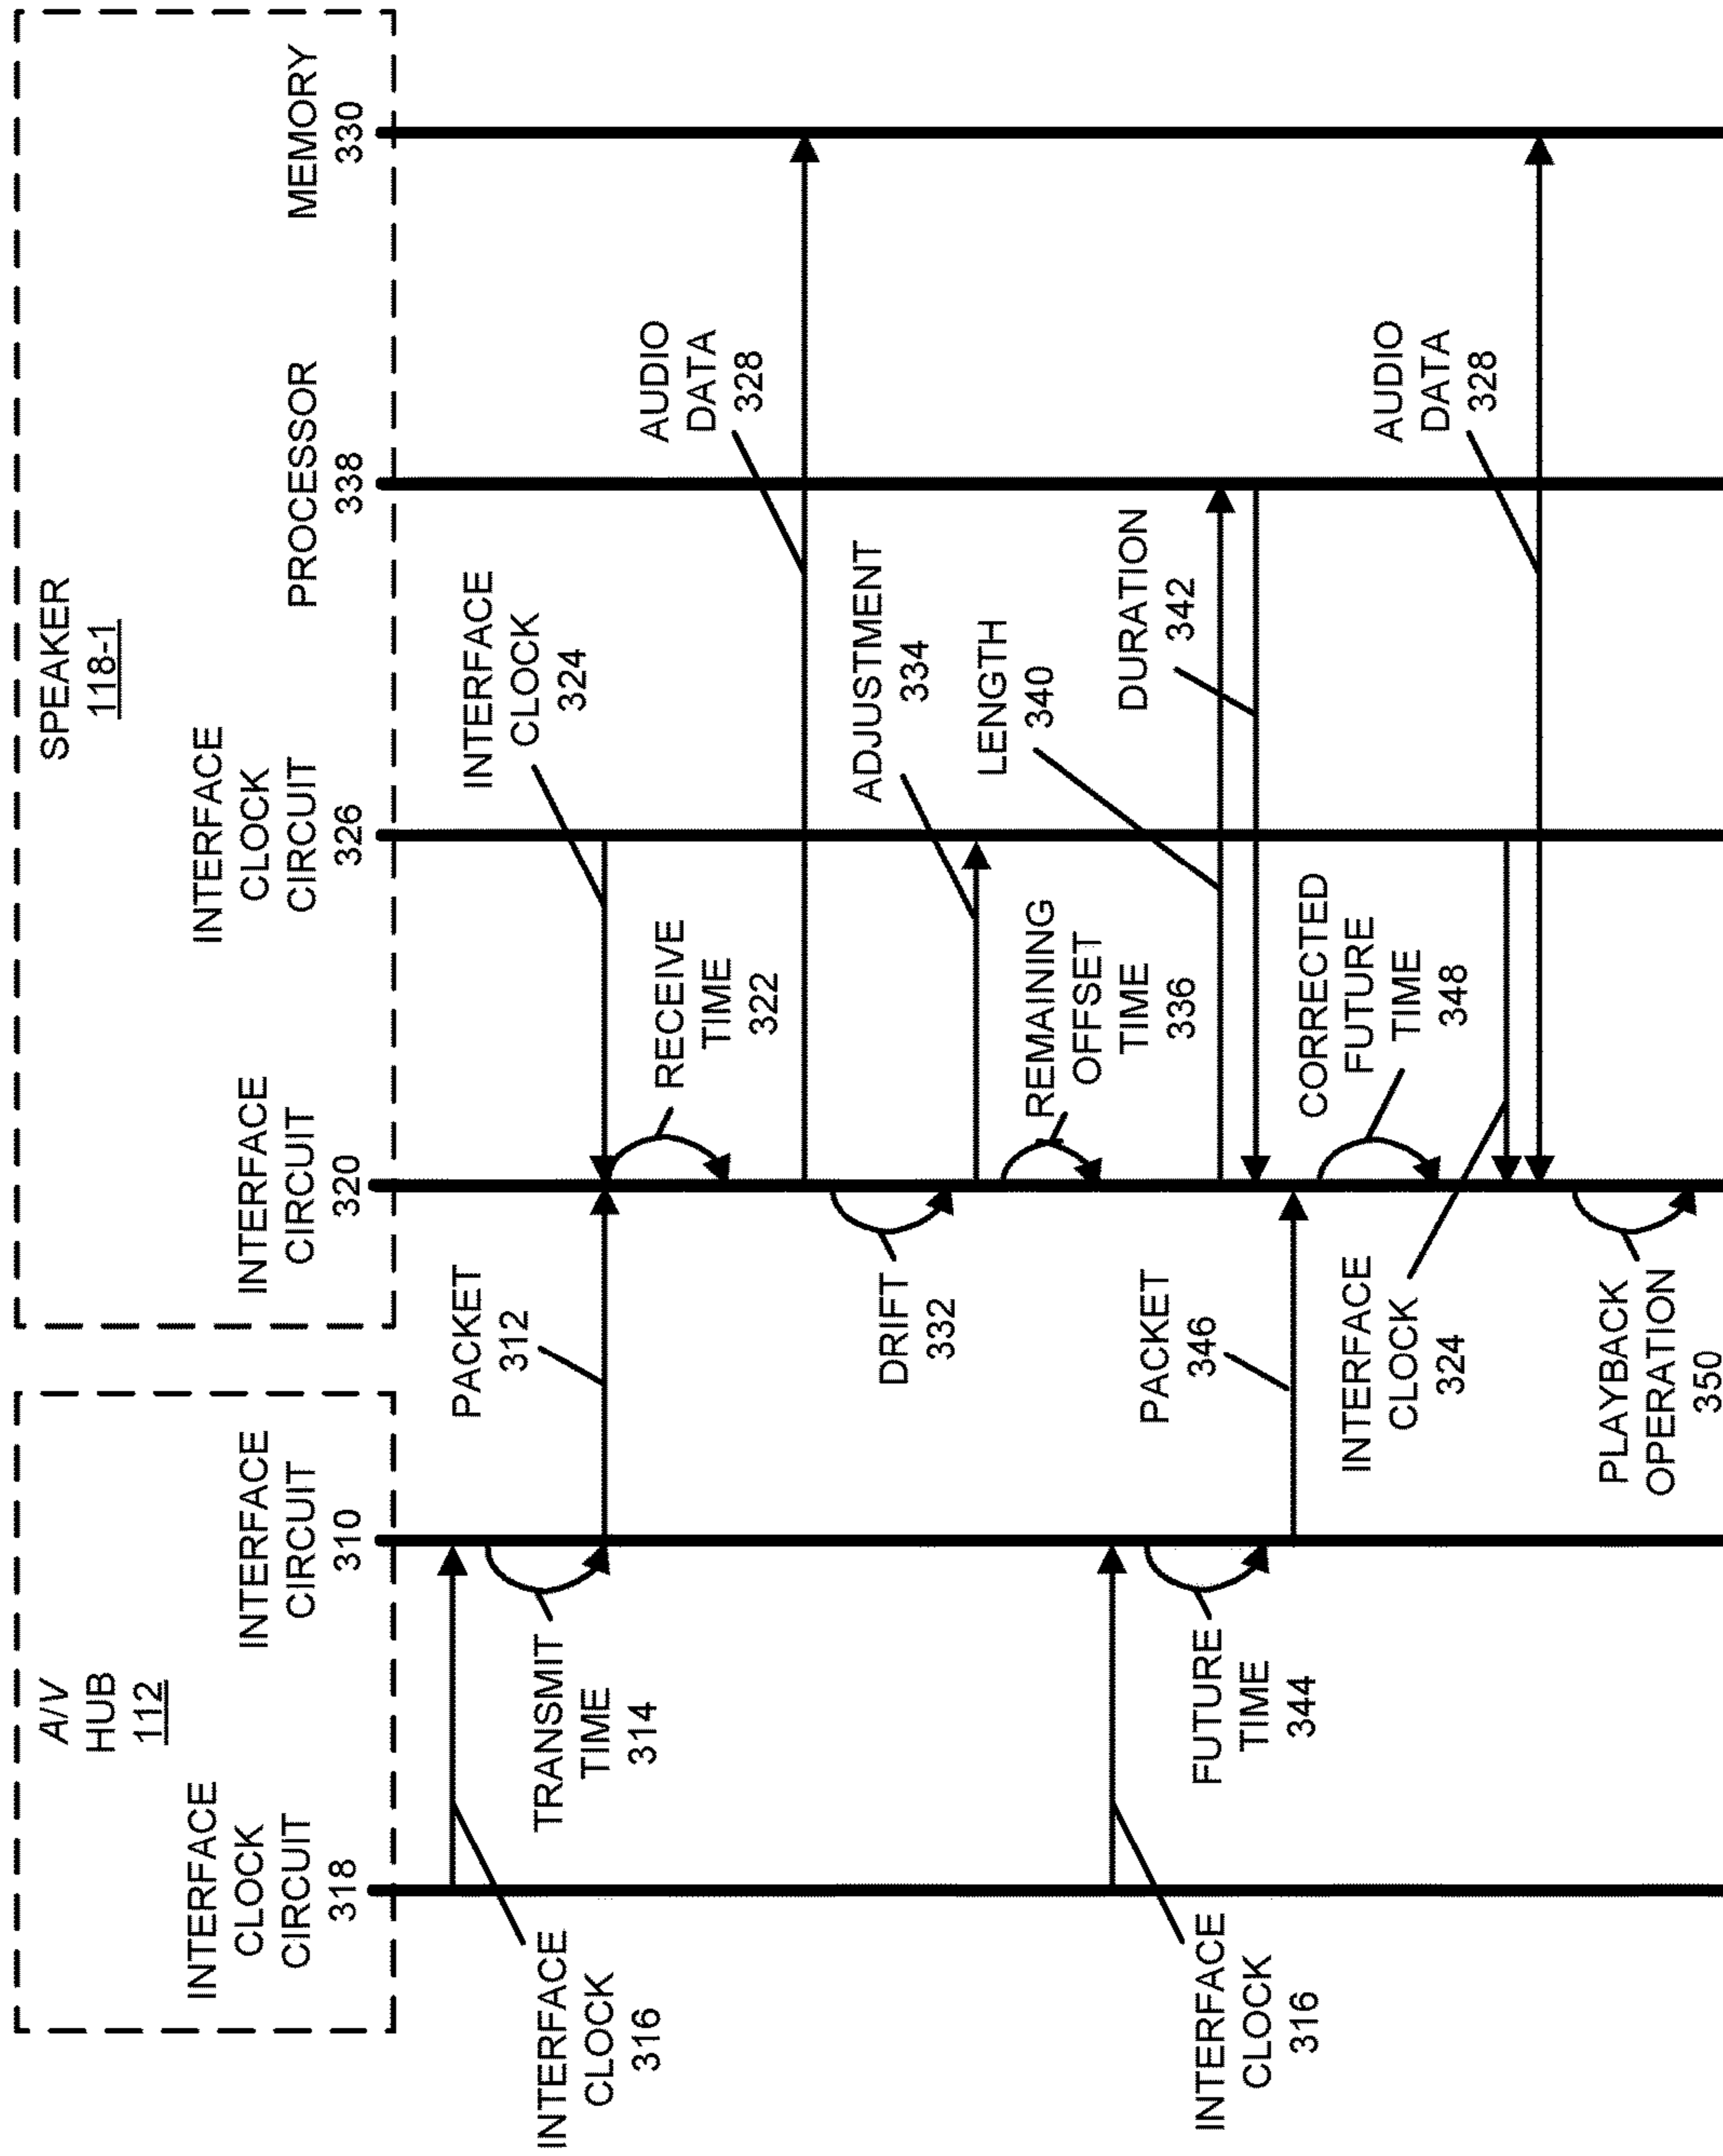 A/V
HUB
112
INTERFACE
CLOCK
CIRCUIT
318
INTERFACE
CIRCUIT
310
SPEAKER
118-1
INTERFACE
CIRCUIT
320
INTERFACE
CLOCK
CIRCUIT
326
PROCESSOR
338
MEMORY
330
INTERFACE
CLOCK
316
TRANSMIT
TIME
314
PACKET
312
INTERFACE
CLOCK
324
RECEIVE
TIME
322
AUDIO
DATA
328
DRIFT
332
ADJUSTMENT
334
REMAINING
OFFSET
TIME
336
LENGTH
340
DURATION
342
INTERFACE
CLOCK
316
FUTURE
TIME
344
PACKET
346
CORRECTED
FUTURE
TIME
348
INTERFACE
CLOCK
324
AUDIO
DATA
328
PLAYBACK
OPERATION
350